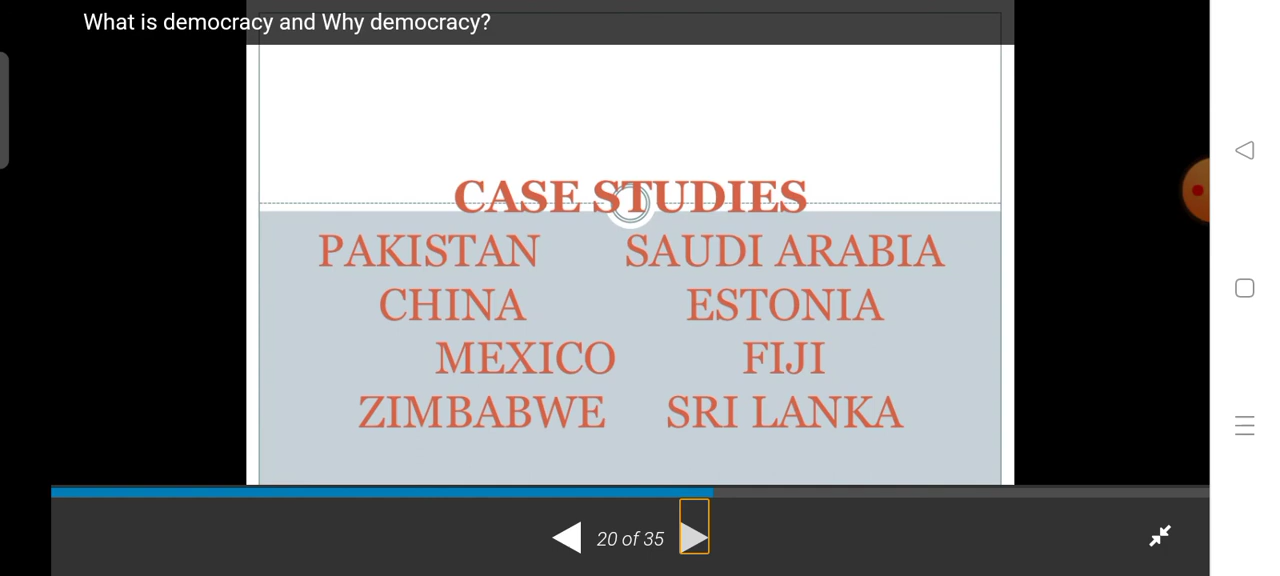 What is democracy and Why democracy?
CASE STUDIES
PAKISTAN SAUDI ARABIA
CHINA ESTONIA
MEXICO FIJI
ZIMBABWE SRI LANKA
20 of 35